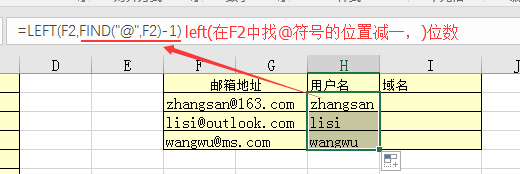 =LEFT(F2,FIND("@",F2)-1) left(在F2中找@符号的位置减一，)位数
D E F G H I
邮箱地址 用户名 域名
zhangsan@163.com zhangsan
lisi@outlook.com lisi
wangwu@ms.com wangwu